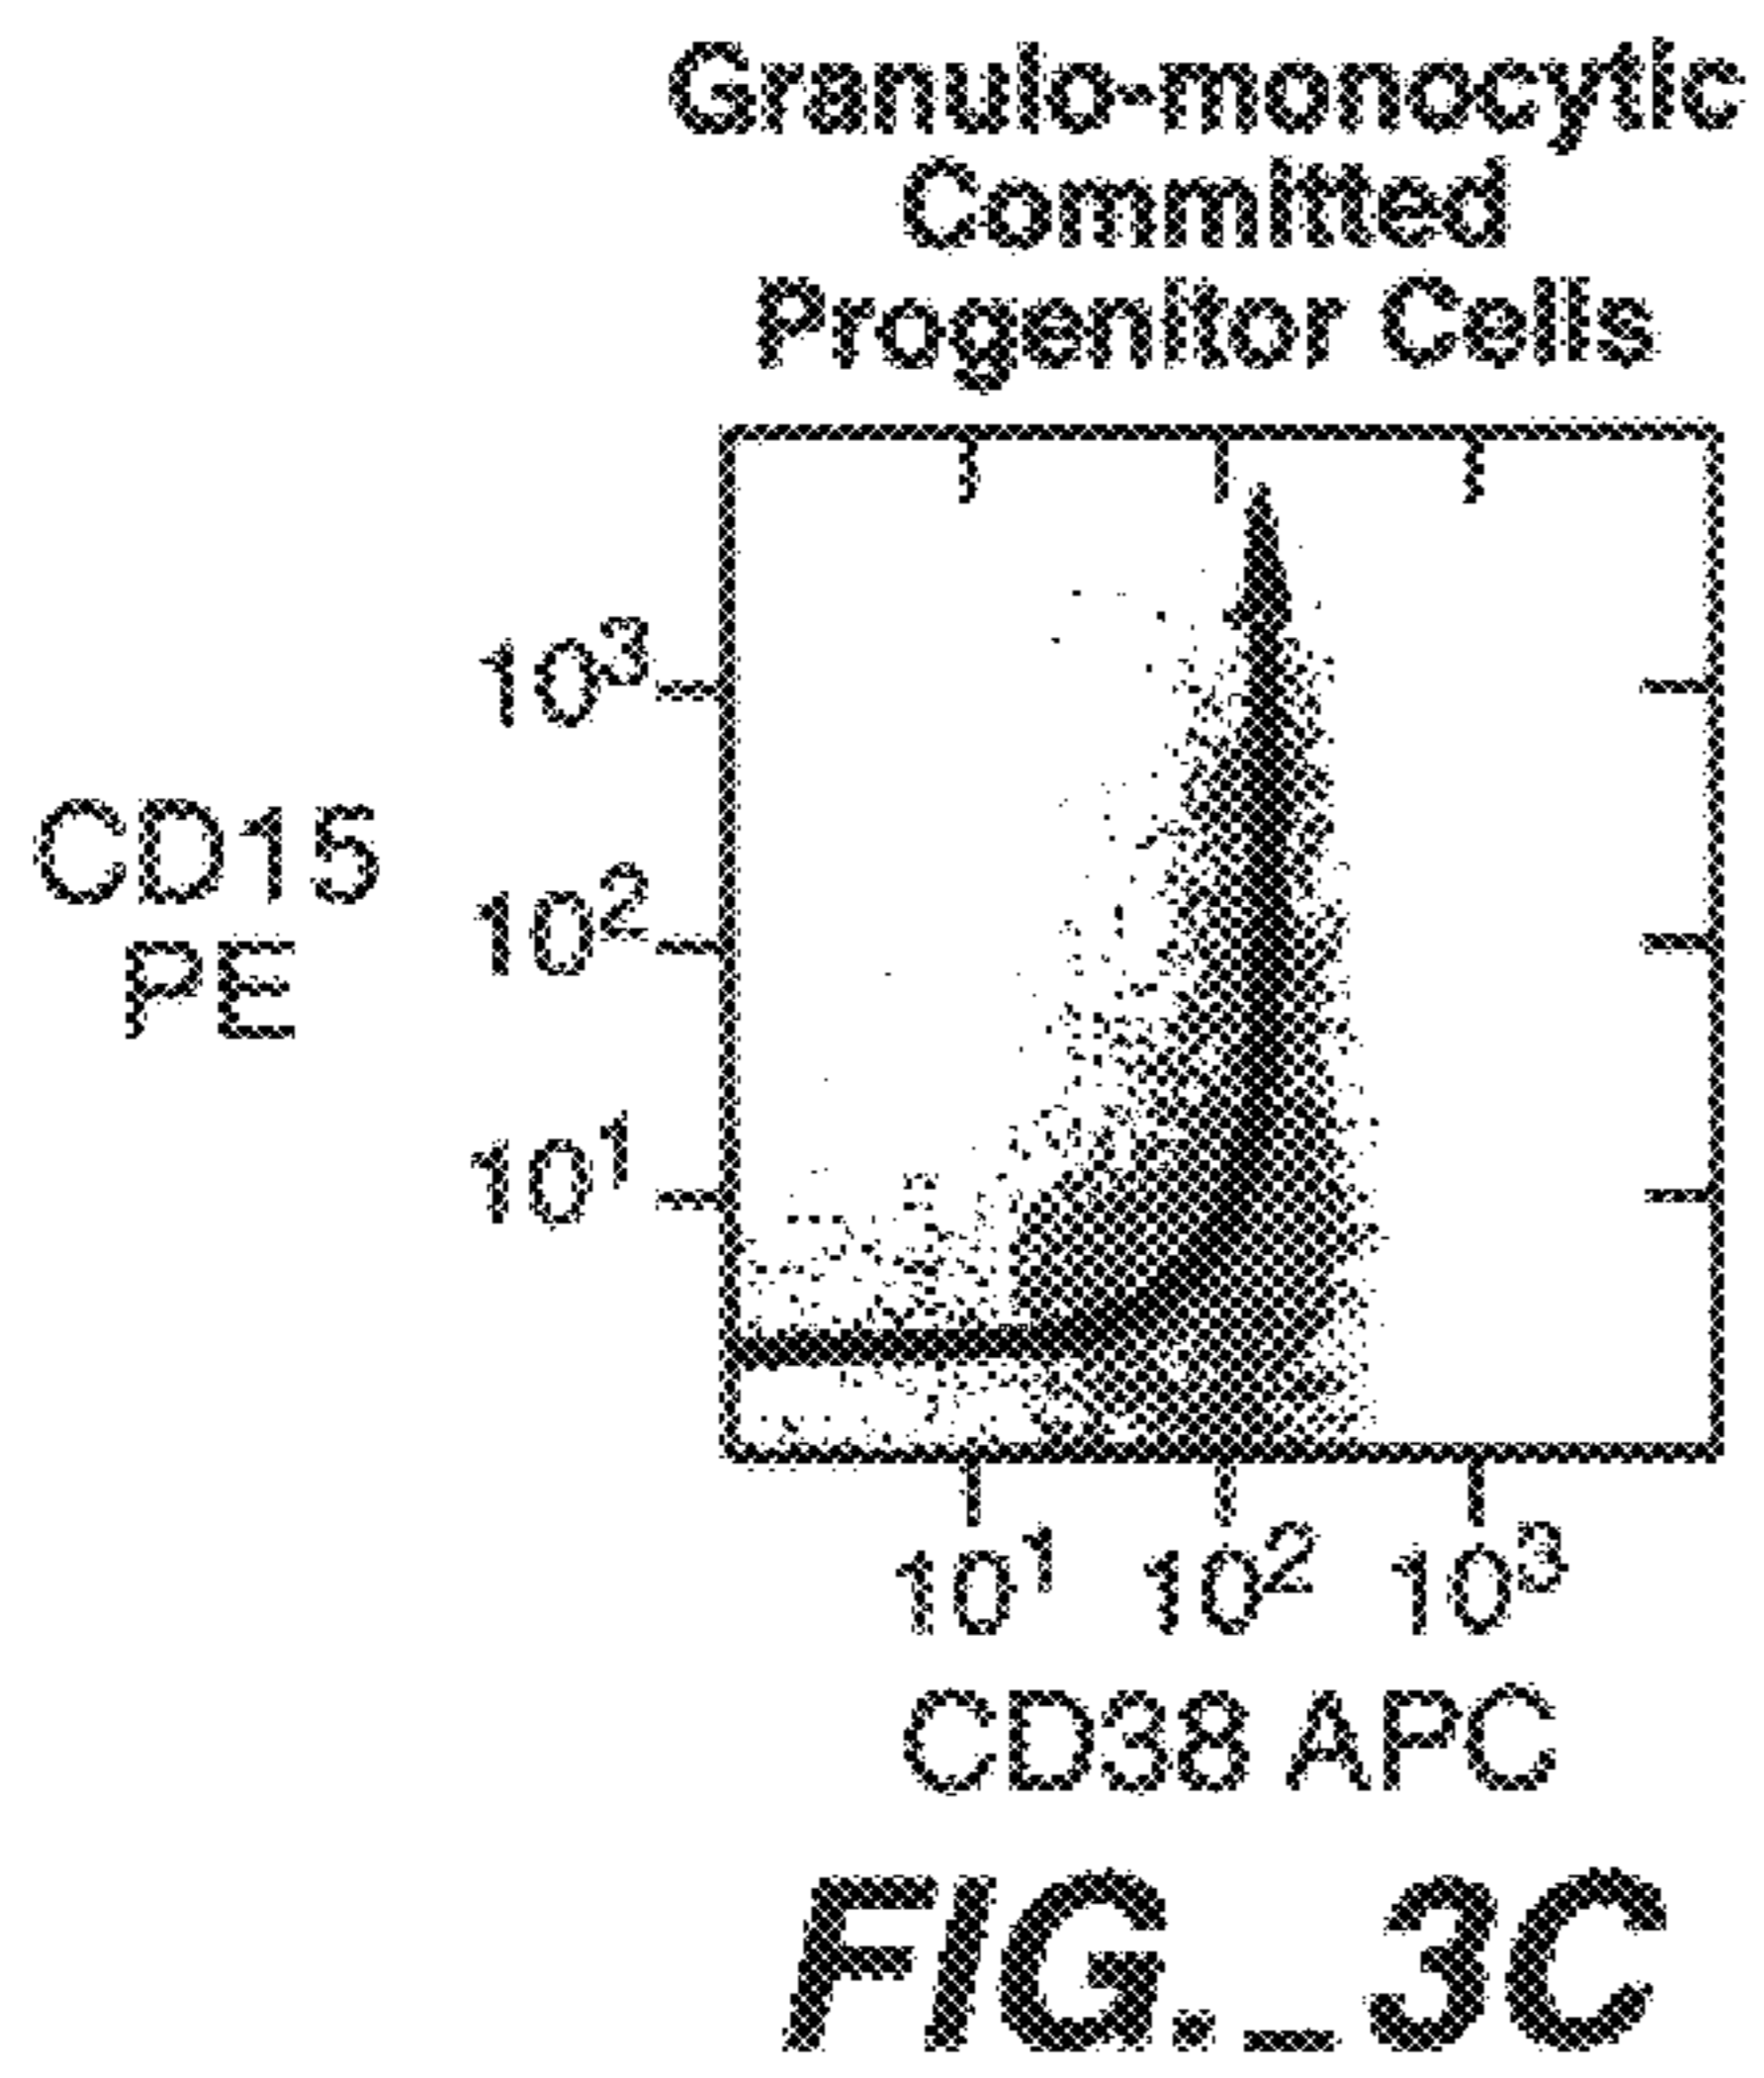 Granulo-monocytic
Committed
Progenitor Cells
10³
CD15
PE
10²
10¹
10¹ 10² 10³
CD38 APC
FIG._3C